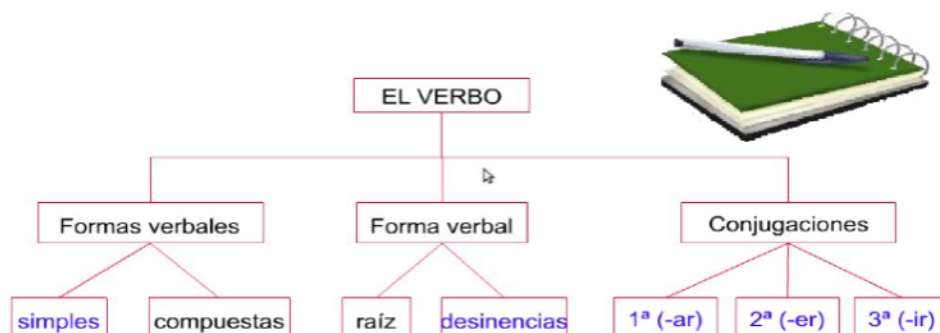 EL VERBO
Formas verbales Forma verbal Conjugaciones
simples compuestas raíz desinencias 1ª (-ar) 2ª (-er) 3ª (-ir)